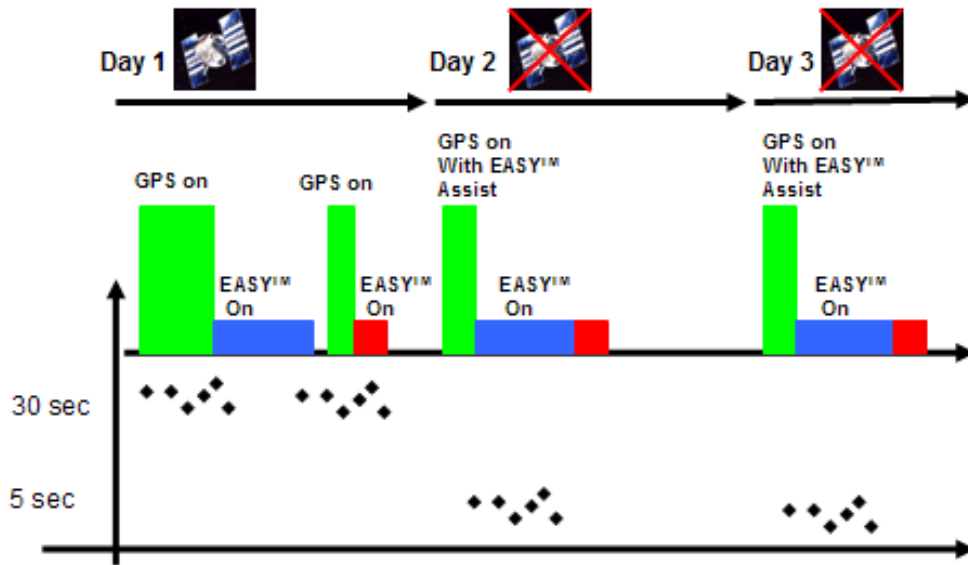 Day 1
Day 2
Day 3
GPS on
GPS on
GPS on
With EASY™
Assist
GPS on
With EASY™
Assist
EASY™
On
EASY™
On
EASY™
On
EASY™
On
30 sec
5 sec